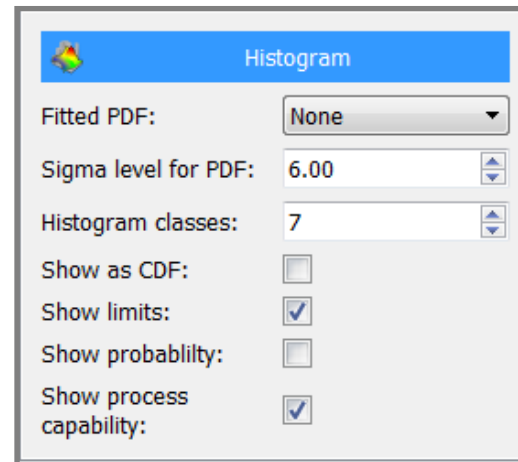 Histogram
Fitted PDF: None
Sigma level for PDF: 6.00
Histogram classes: 7
Show as CDF:
Show limits:
Show probablilty:
Show process
capability: